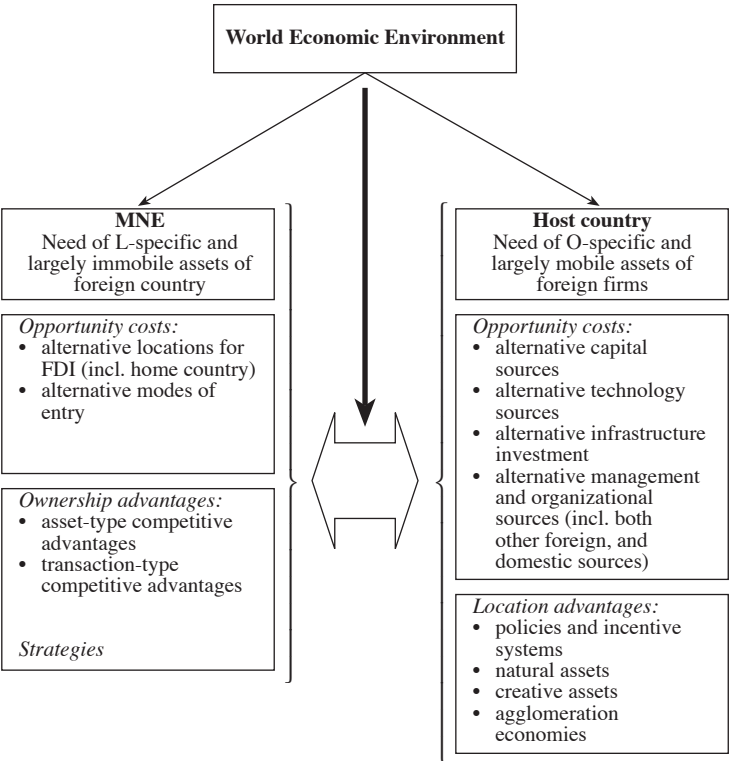 World Economic Environment
MNE
Need of L-specific and
largely immobile assets of
foreign country
Opportunity costs:
• alternative locations for
FDI (incl. home country)
• alternative modes of
entry
Ownership advantages:
• asset-type competitive
advantages
• transaction-type
competitive advantages
Strategies
Host country
Need of O-specific and
largely mobile assets of
foreign firms
Opportunity costs:
• alternative capital
sources
• alternative technology
sources
• alternative infrastructure
investment
• alternative management
and organizational
sources (incl. both
other foreign, and
domestic sources)
Location advantages:
• policies and incentive
systems
• natural assets
• creative assets
• agglomeration
economies